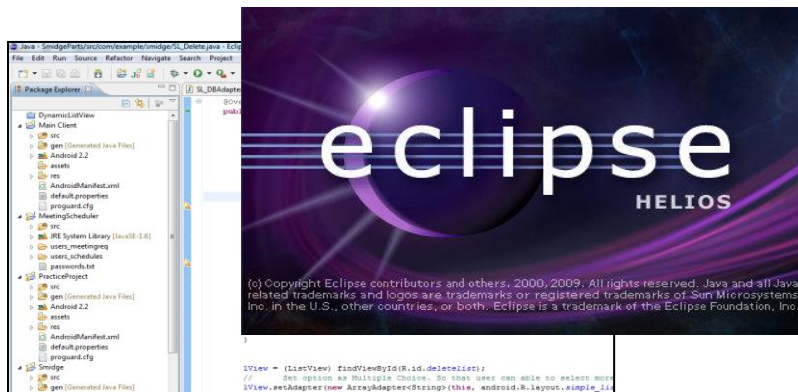 Java - SmidgeParts/src/com/example/smidge/SL_Delete.java - Eclip
File Edit Run Source Refactor Navigate Search Project
Package Explorer
SL_DBAdapter
DynamicListView
Main Client
src
gen [Generated Java Files]
Android 2.2
assets
res
AndroidManifest.xml
default.properties
proguard.cfg
MeetingScheduler
src
JRE System Library [JavaSE-1.6]
users_meetingreq
users_schedules
passwords.txt
PracticeProject
src
gen [Generated Java Files]
Android 2.2
assets
res
AndroidManifest.xml
default.properties
proguard.cfg
Smidge
src
gen [Generated Java Files]
@Ove
publ
eclipse
HELIOS
(c) Copyright Eclipse contributors and others. 2000, 2009. All rights reserved. Java and all Java
related trademarks and logos are trademarks or registered trademarks of Sun Microsystems
Inc. in the U.S., other countries, or both. Eclipse is a trademark of the Eclipse Foundation, Inc.
}
lView = (ListView) findViewById(R.id.deletelist);
// Set option as Multiple Choice. So that user can able to select more
lView.setAdapter(new ArrayAdapter<String>(this, android.R.layout.simple_lis